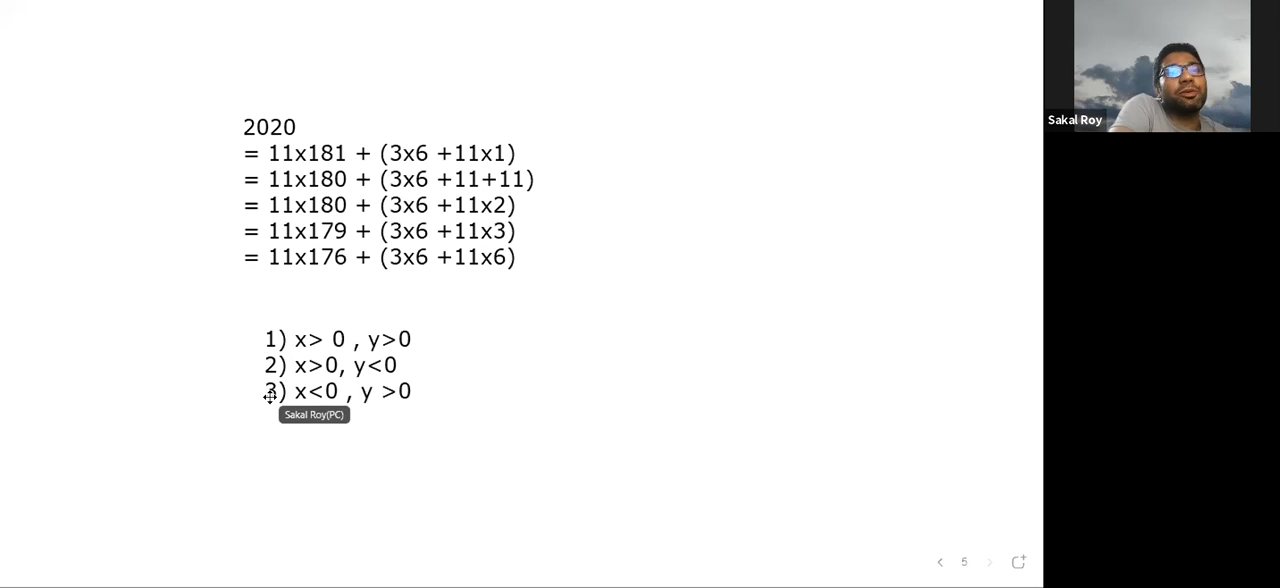 2020
= 11x181 + (3x6 +11x1)
= 11x180 + (3x6 +11+11)
= 11x180 + (3x6 +11x2)
= 11x179 + (3x6 +11x3)
= 11x176 + (3x6 +11x6)
1) x> 0 , y>0
2) x>0, y<0
3) x<0 , y >0
Sakal Roy(PC)
Sakal Roy
5